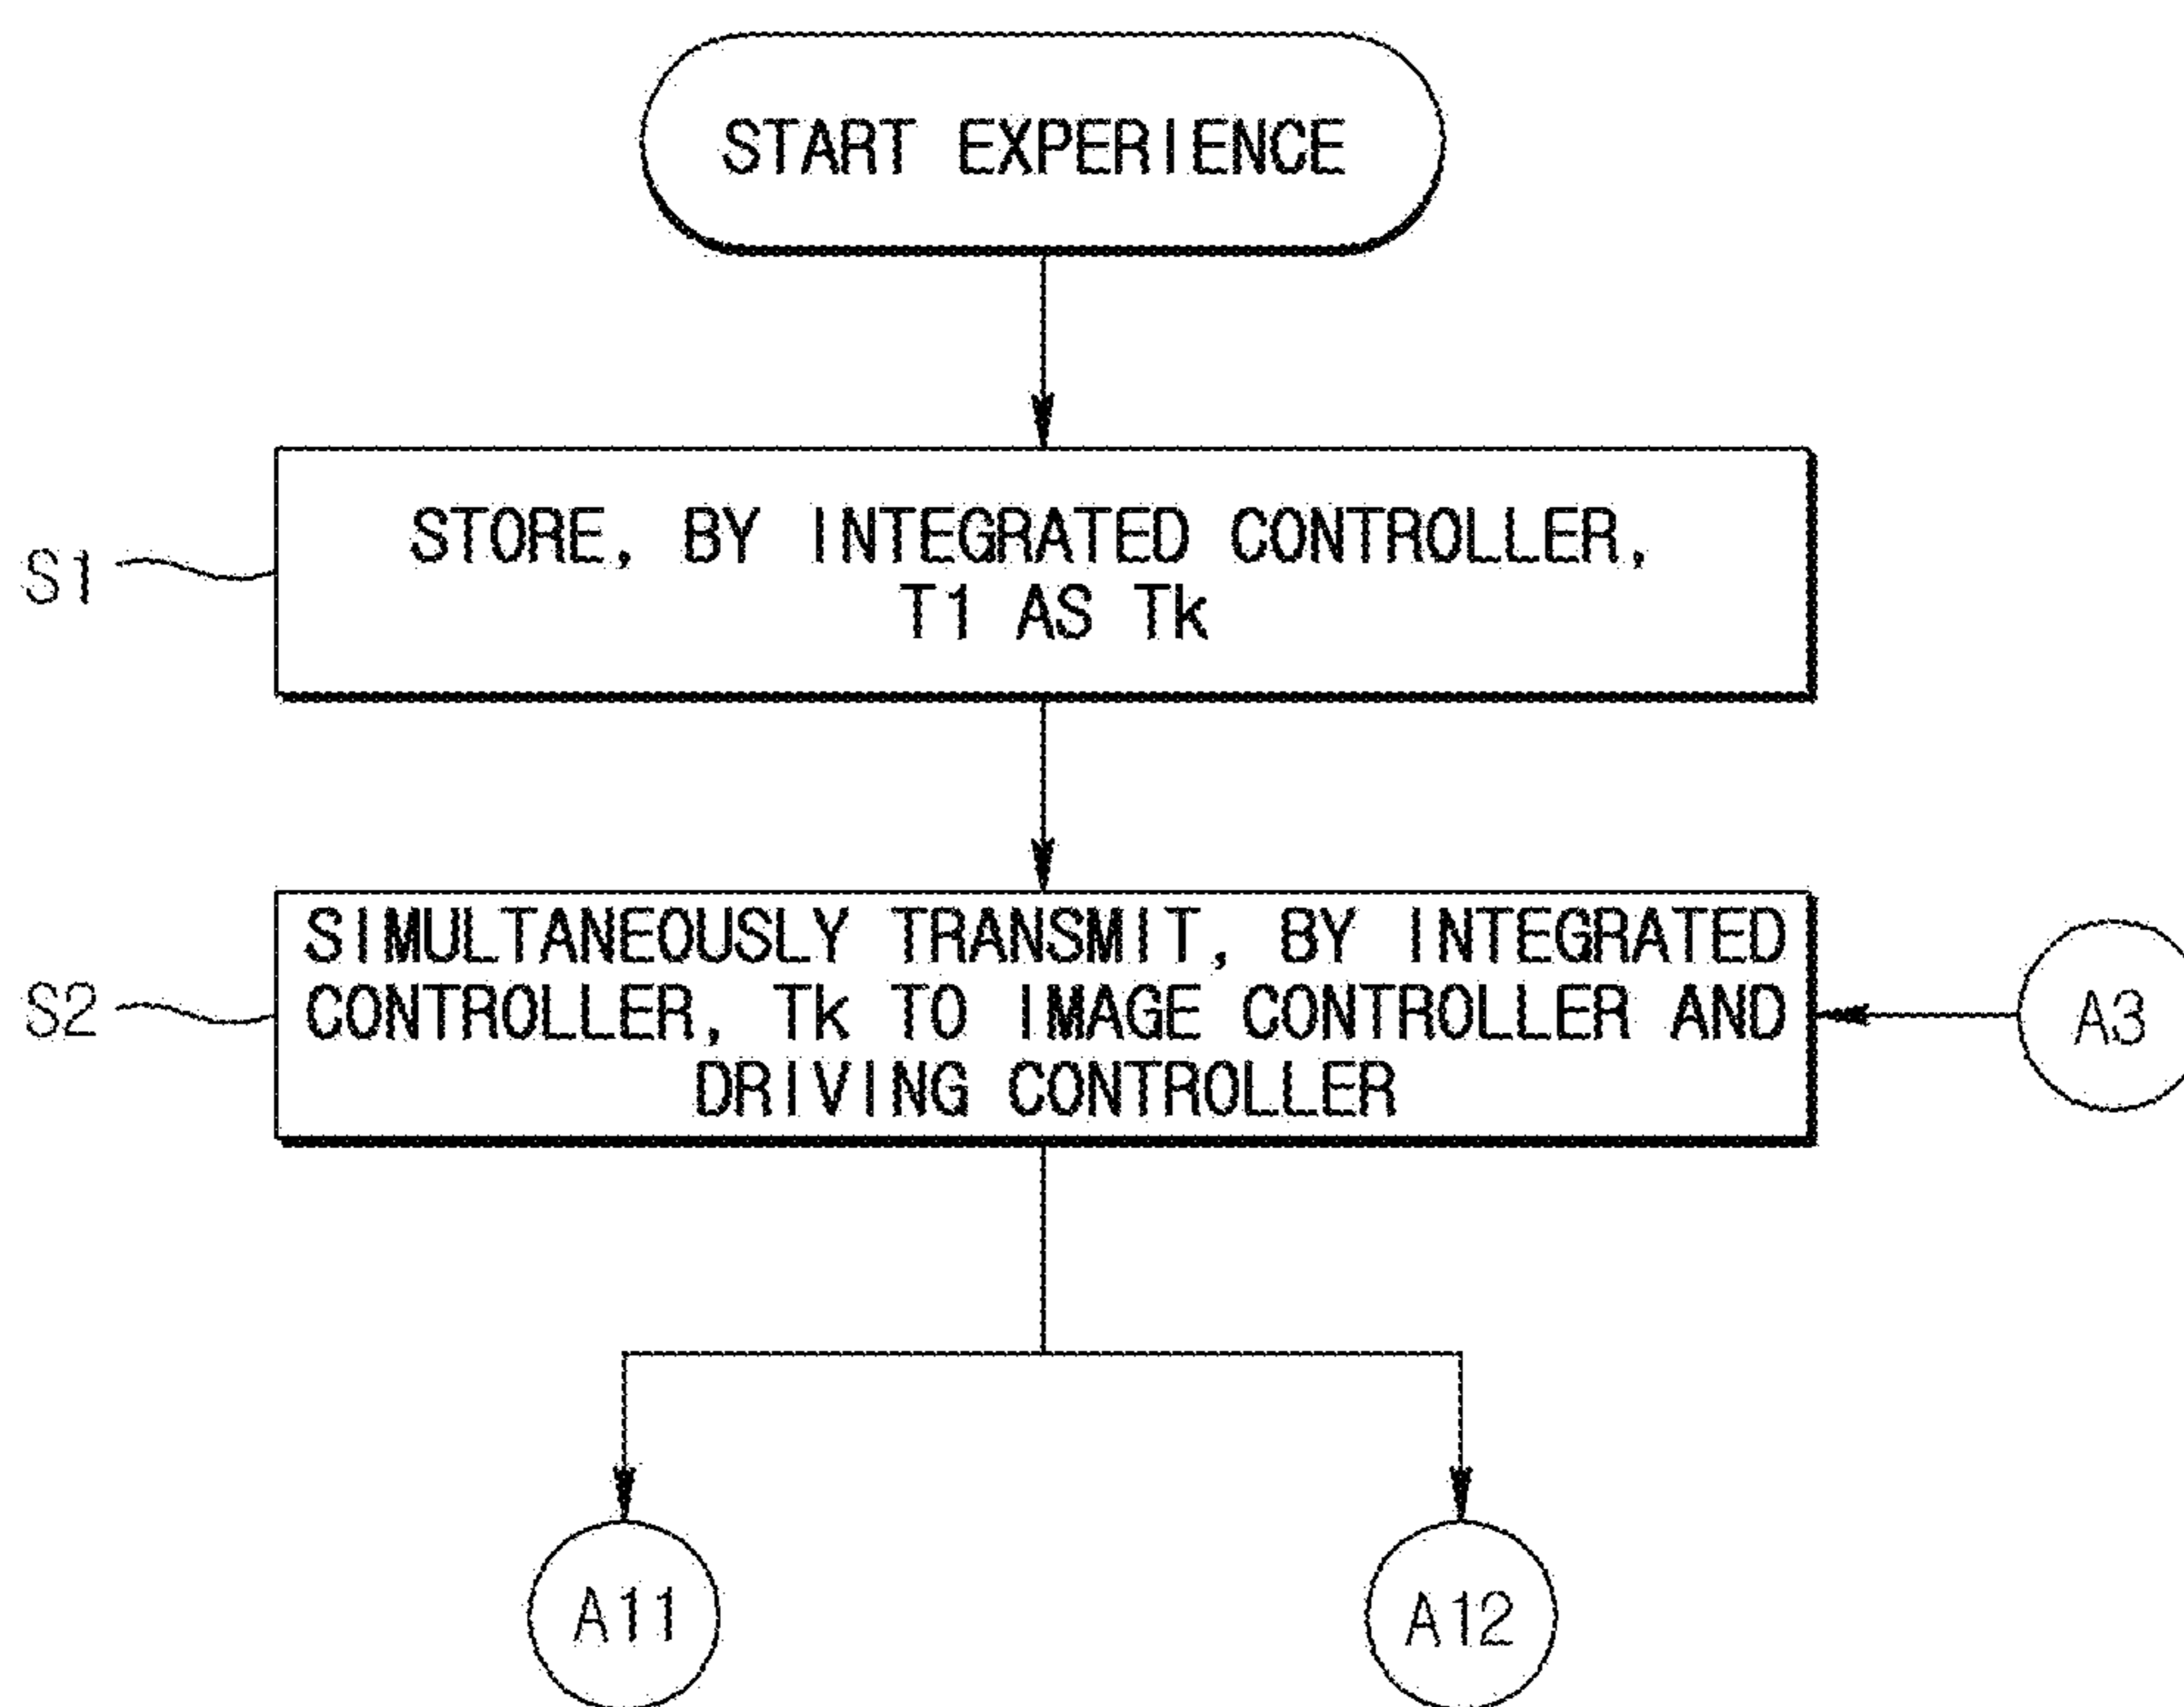 START EXPERIENCE
S1
STORE, BY INTEGRATED CONTROLLER,
T1 AS Tk
S2
SIMULTANEOUSLY TRANSMIT, BY INTEGRATED
CONTROLLER, Tk TO IMAGE CONTROLLER AND
DRIVING CONTROLLER
A3
A11
A12